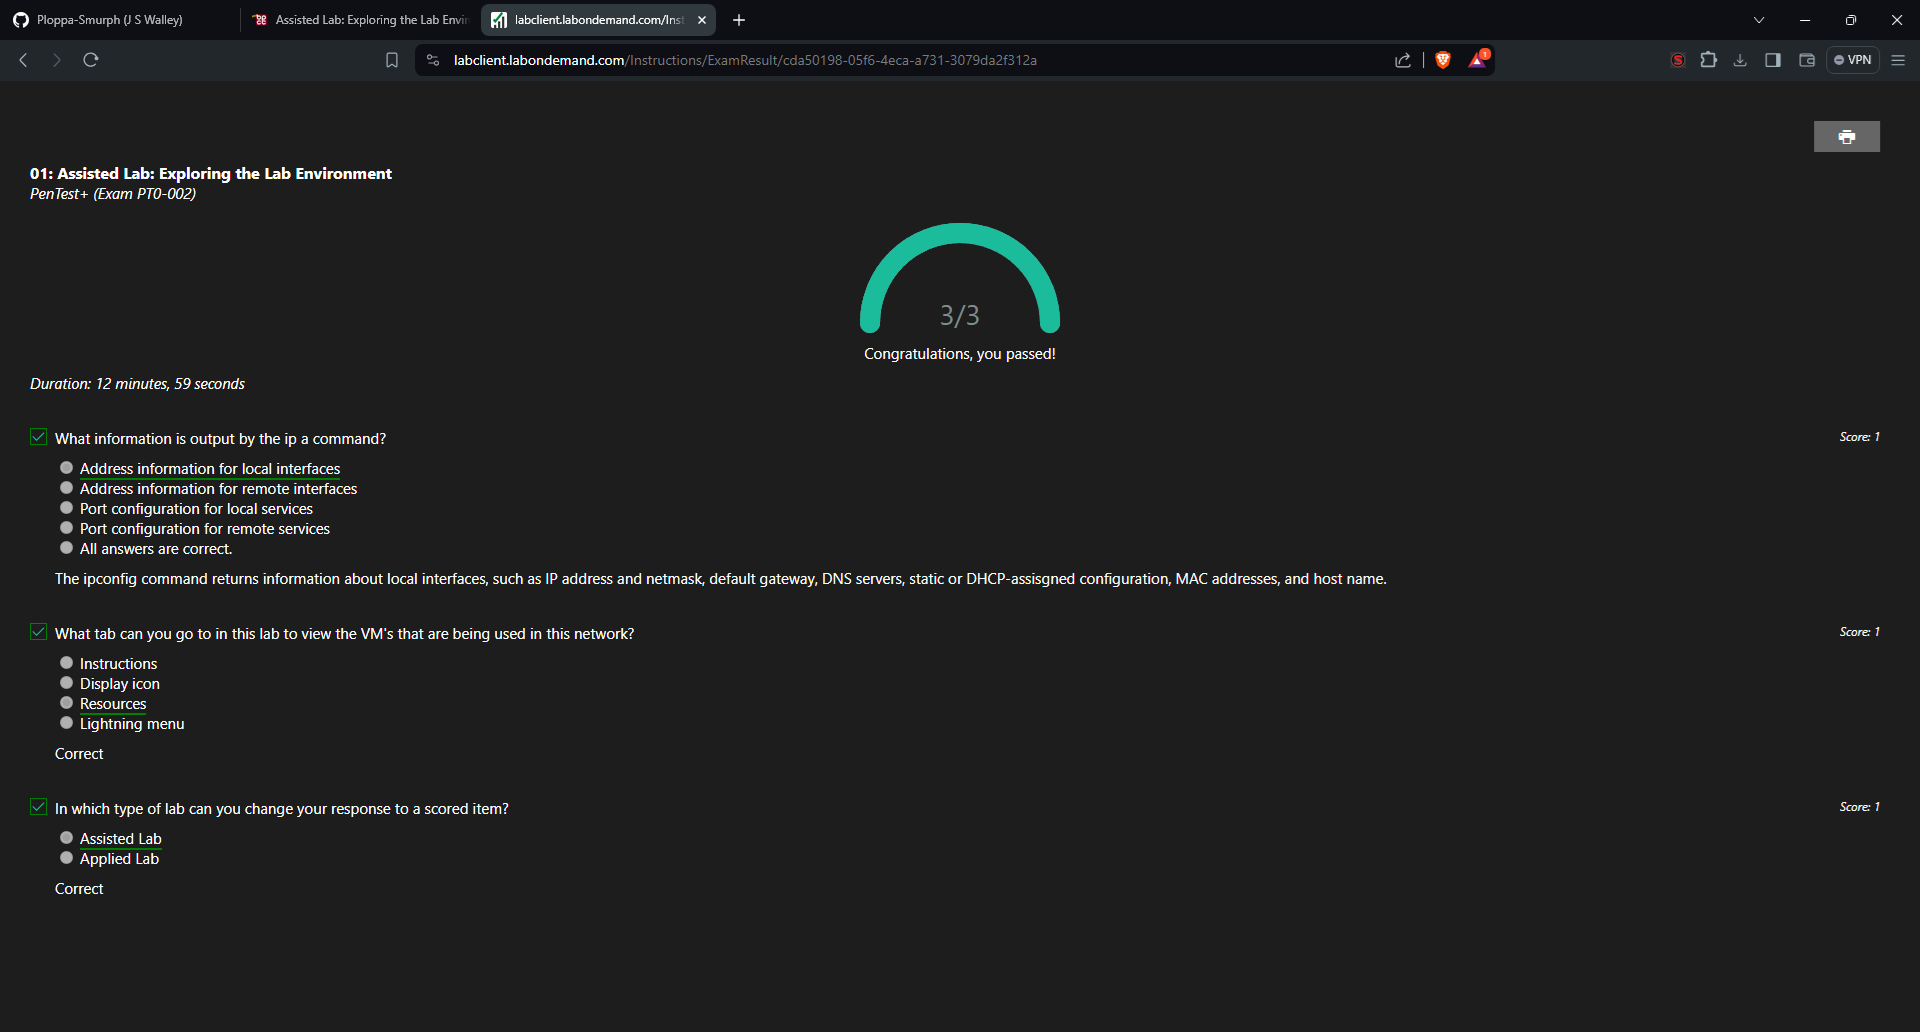 Ploppa-Smurph (J S Walley)
Assisted Lab: Exploring the Lab Envir
labclient.labondemand.com/Inst
labclient.labondemand.com/Instructions/ExamResult/cda50198-05f6-4eca-a731-3079da2f312a
1
VPN
01: Assisted Lab: Exploring the Lab Environment
PenTest+ (Exam PT0-002)
3/3
Congratulations, you passed!
Duration: 12 minutes, 59 seconds
What information is output by the ip a command?
Score: 1
Address information for local interfaces
Address information for remote interfaces
Port configuration for local services
Port configuration for remote services
All answers are correct.
The ipconfig command returns information about local interfaces, such as IP address and netmask, default gateway, DNS servers, static or DHCP-assisgned configuration, MAC addresses, and host name.
What tab can you go to in this lab to view the VM's that are being used in this network?
Score: 1
Instructions
Display icon
Resources
Lightning menu
Correct
In which type of lab can you change your response to a scored item?
Score: 1
Assisted Lab
Applied Lab
Correct